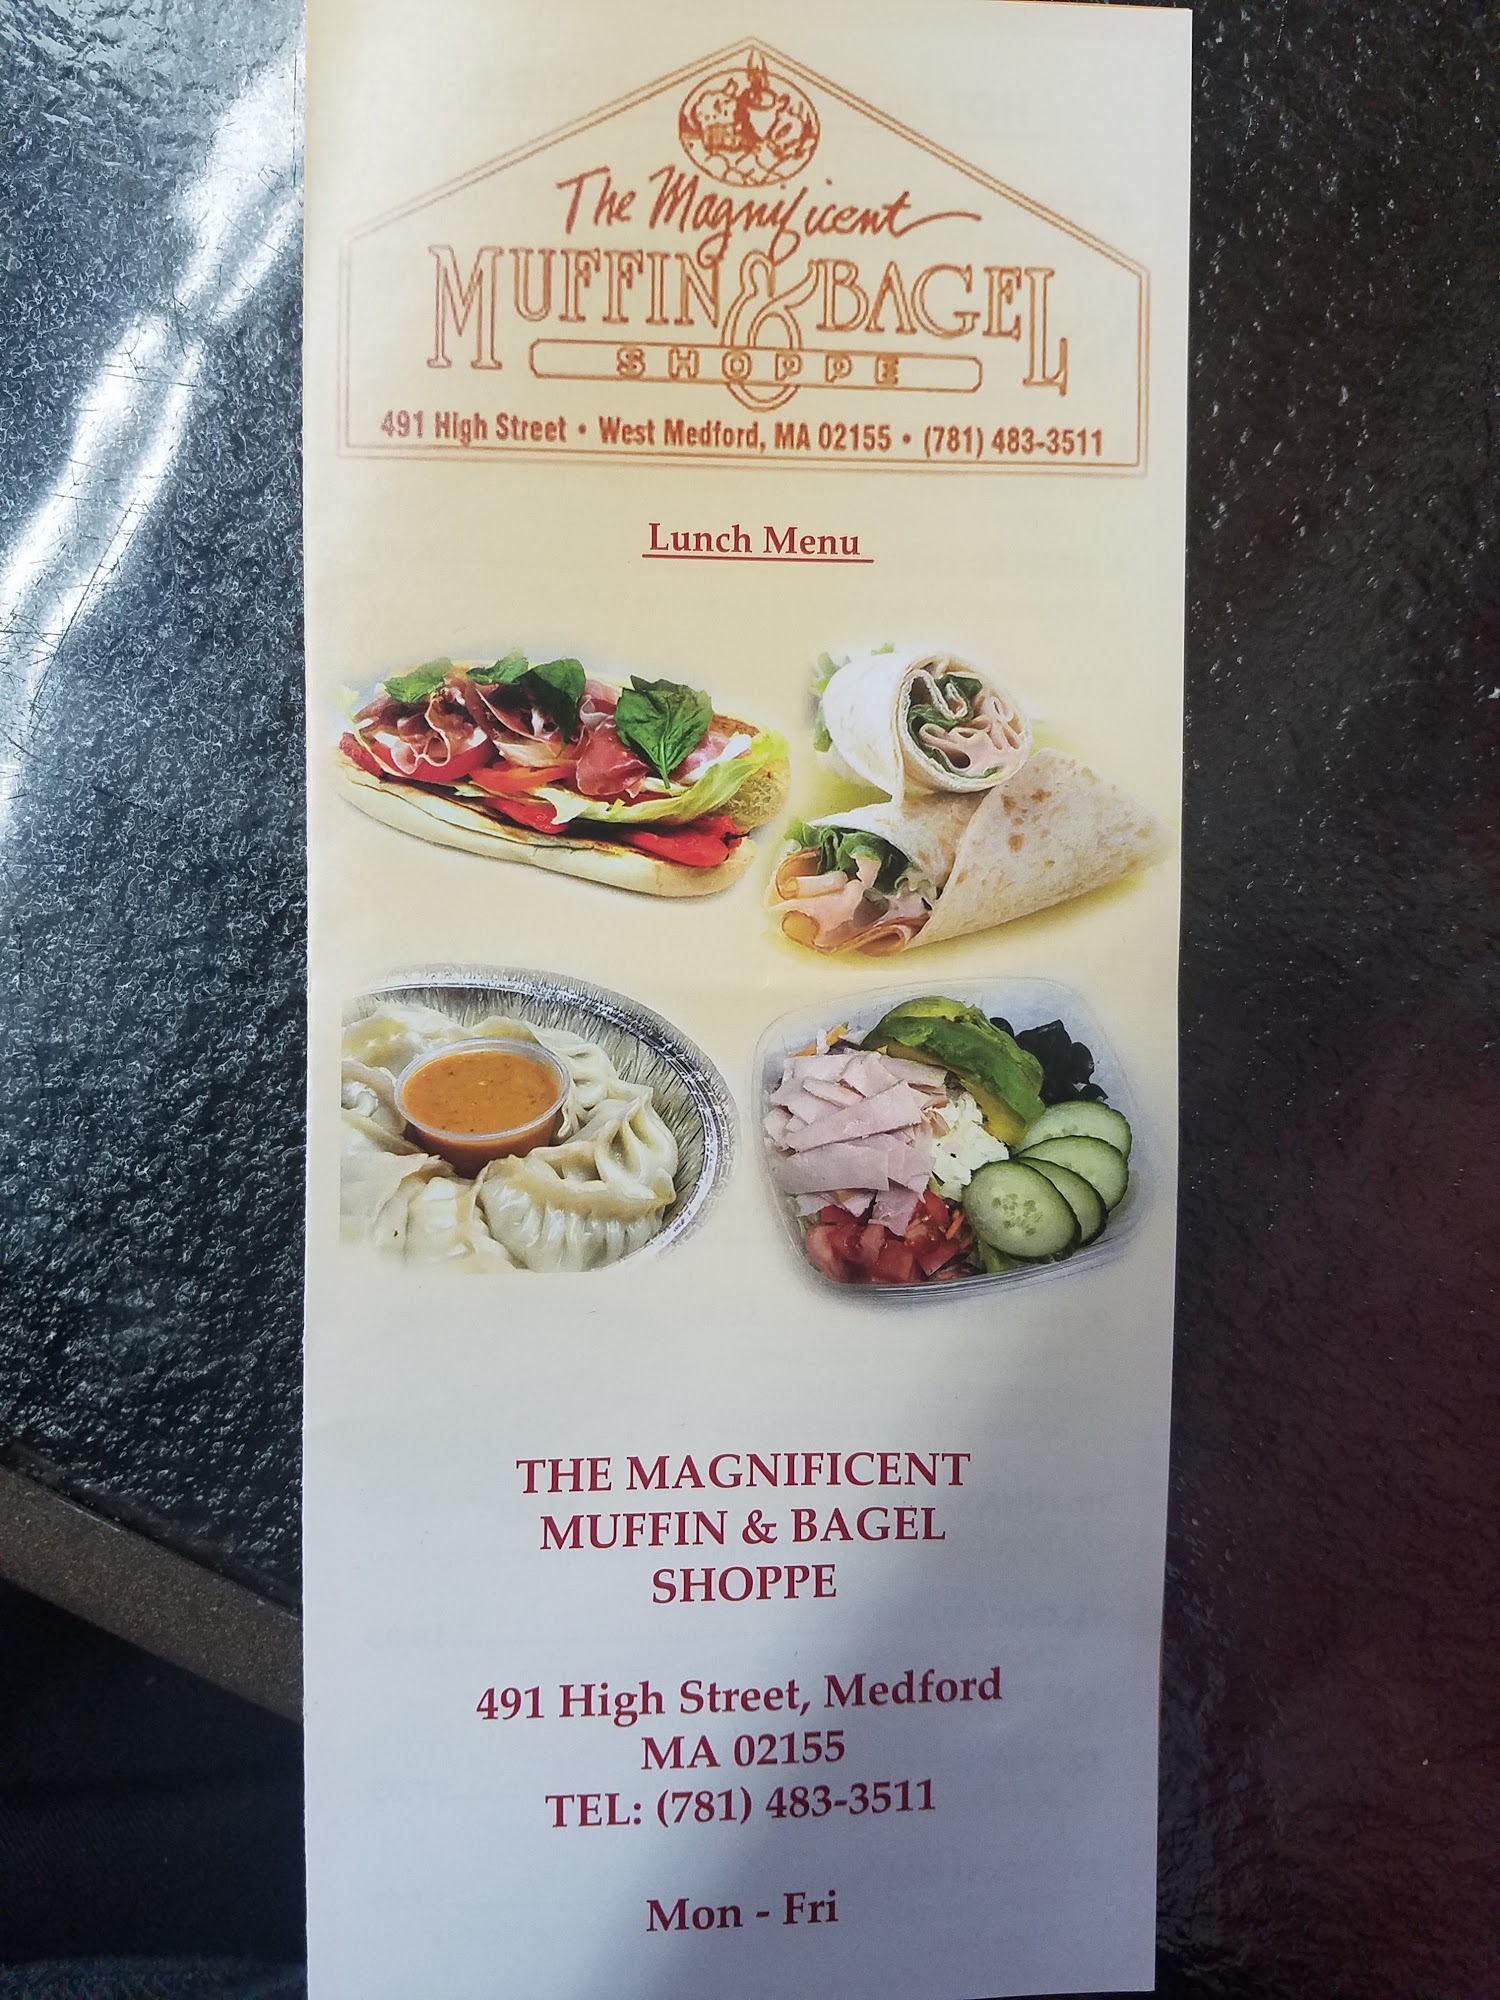 The Magnificent
MUFFIN & BAGEL
SHOPPE
491 High Street • West Medford, MA 02155 • (781) 483-3511
Lunch Menu
THE MAGNIFICENT
MUFFIN & BAGEL
SHOPPE
491 High Street, Medford
MA 02155
TEL: (781) 483-3511
Mon - Fri